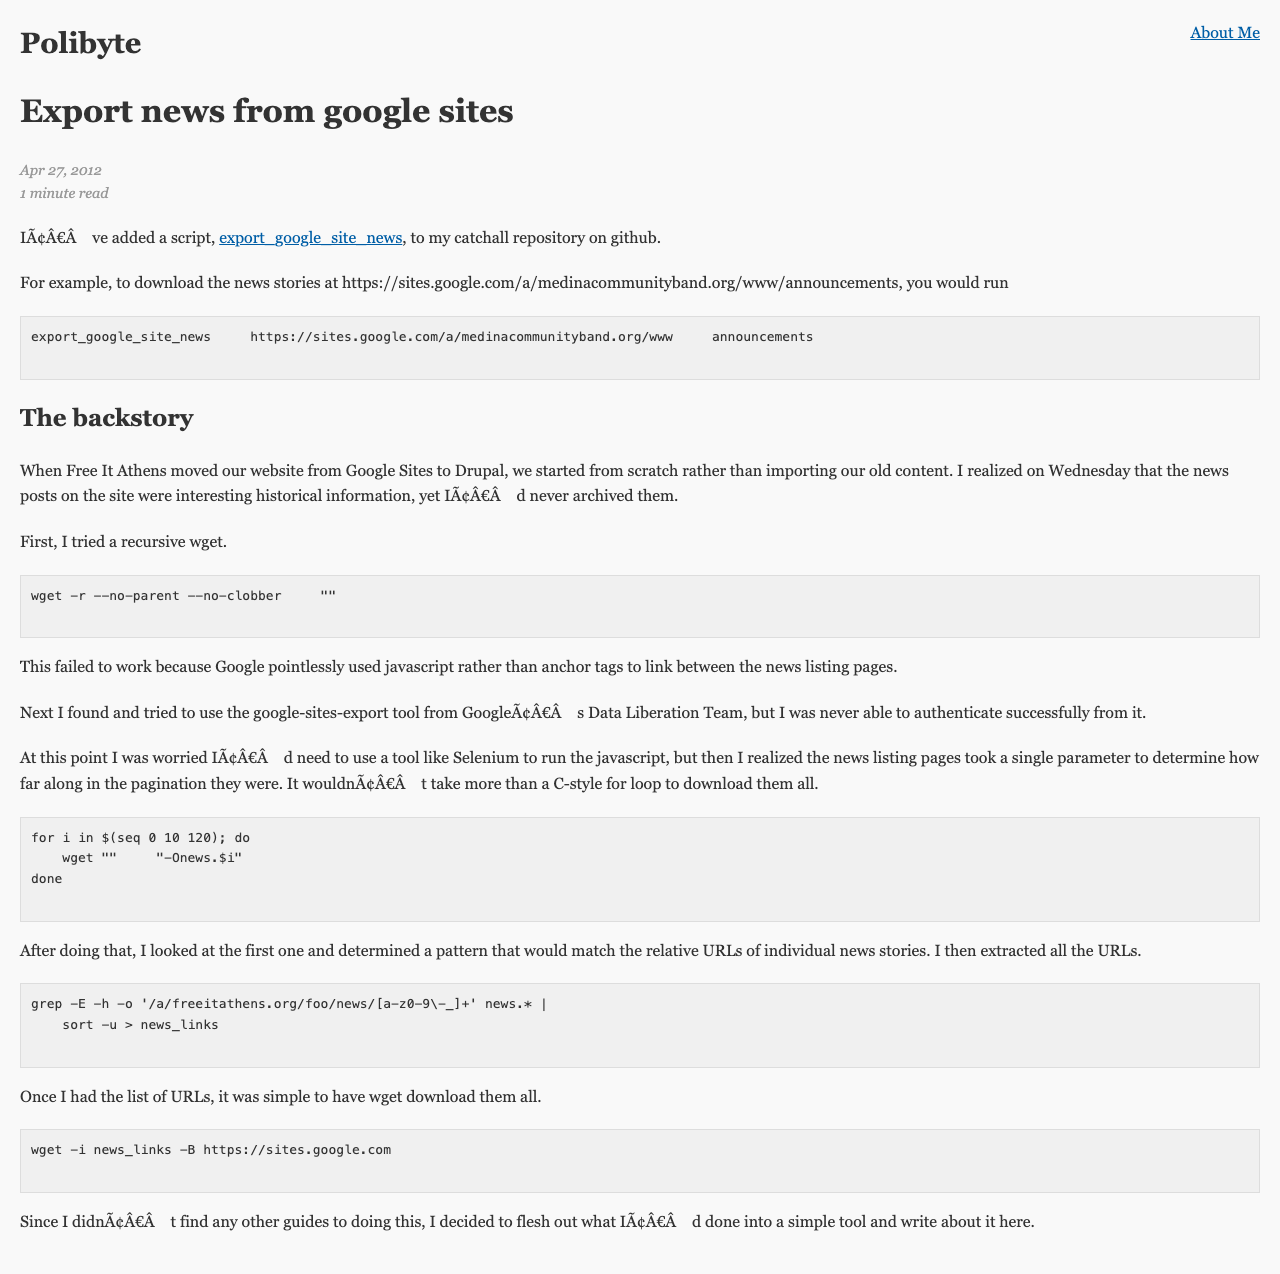 Polibyte
About Me
Export news from google sites
Apr 27, 2012
1 minute read
IÃ¢Â€Â  ve added a script, export_google_site_news, to my catchall repository on github.
For example, to download the news stories at https://sites.google.com/a/medinacommunityband.org/www/announcements, you would run
export_google_site_news     https://sites.google.com/a/medinacommunityband.org/www     announcements
The backstory
When Free It Athens moved our website from Google Sites to Drupal, we started from scratch rather than importing our old content. I realized on Wednesday that the news
posts on the site were interesting historical information, yet IÃ¢Â€Â  d never archived them.
First, I tried a recursive wget.
wget -r --no-parent --no-clobber     ""
This failed to work because Google pointlessly used javascript rather than anchor tags to link between the news listing pages.
Next I found and tried to use the google-sites-export tool from GoogleÃ¢Â€Â  s Data Liberation Team, but I was never able to authenticate successfully from it.
At this point I was worried IÃ¢Â€Â  d need to use a tool like Selenium to run the javascript, but then I realized the news listing pages took a single parameter to determine how
far along in the pagination they were. It wouldnÃ¢Â€Â  t take more than a C-style for loop to download them all.
for i in $(seq 0 10 120); do
    wget ""     "-Onews.$i"
done
After doing that, I looked at the first one and determined a pattern that would match the relative URLs of individual news stories. I then extracted all the URLs.
grep -E -h -o '/a/freeitathens.org/foo/news/[a-z0-9\-_]+' news.* |
    sort -u > news_links
Once I had the list of URLs, it was simple to have wget download them all.
wget -i news_links -B https://sites.google.com
Since I didnÃ¢Â€Â  t find any other guides to doing this, I decided to flesh out what IÃ¢Â€Â  d done into a simple tool and write about it here.